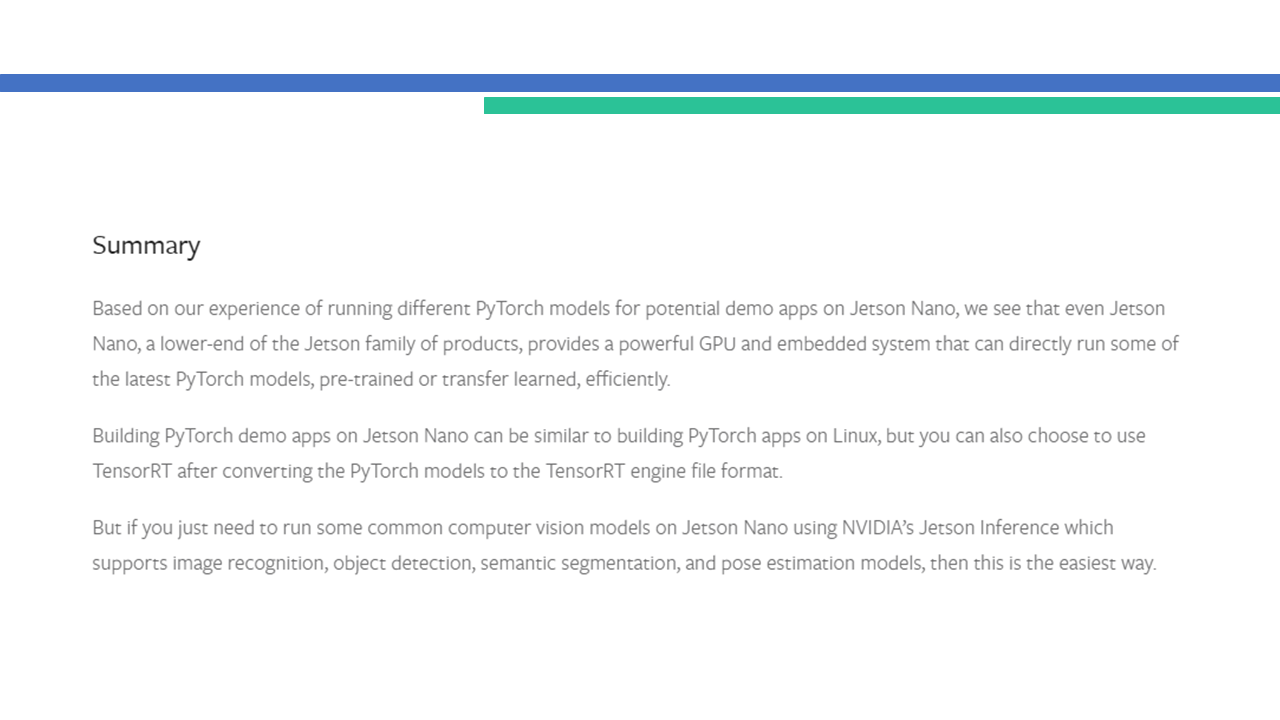 Summary
Based on our experience of running different PyTorch models for potential demo apps on Jetson Nano, we see that even Jetson
Nano, a lower-end of the Jetson family of products, provides a powerful GPU and embedded system that can directly run some of
the latest PyTorch models, pre-trained or transfer learned, efficiently.
Building PyTorch demo apps on Jetson Nano can be similar to building PyTorch apps on Linux, but you can also choose to use
TensorRT after converting the PyTorch models to the TensorRT engine file format.
But if you just need to run some common computer vision models on Jetson Nano using NVIDIA’s Jetson Inference which
supports image recognition, object detection, semantic segmentation, and pose estimation models, then this is the easiest way.